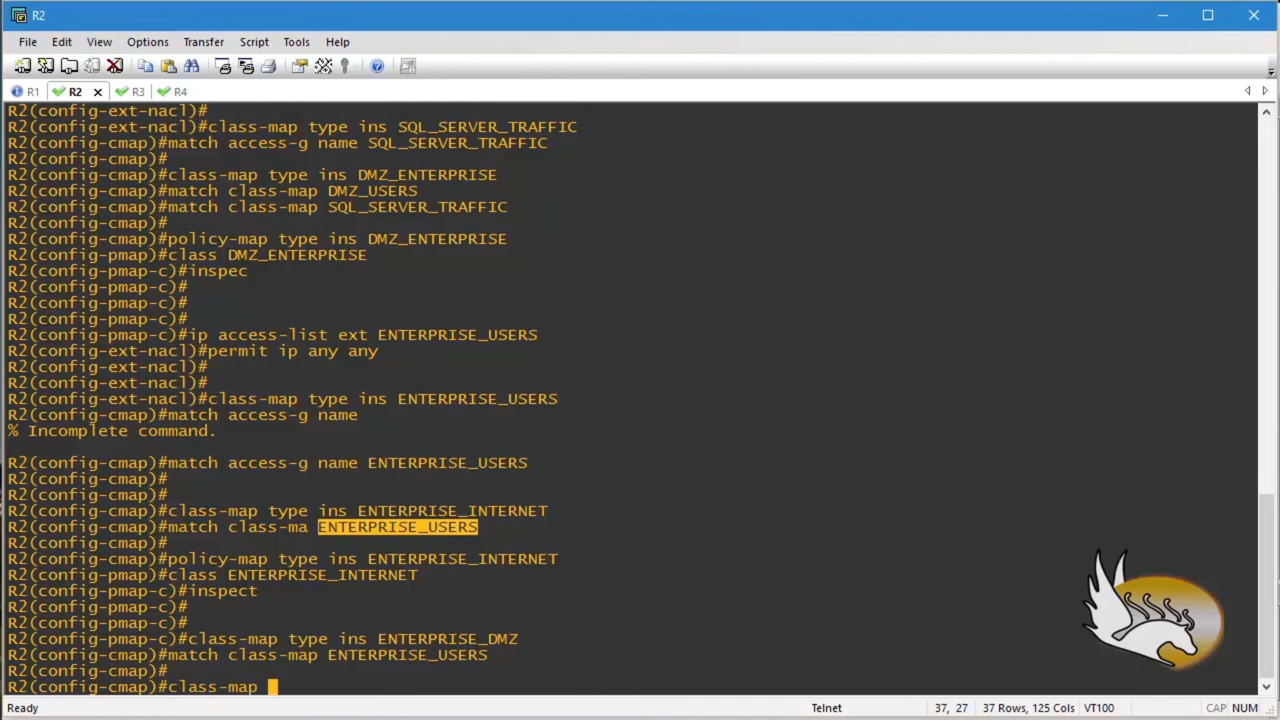 R2
File Edit View Options Transfer Script Tools Help
R1 R2 R3 R4
R2(config-ext-nacl)#
R2(config-ext-nacl)#class-map type ins SQL_SERVER_TRAFFIC
R2(config-cmap)#match access-g name SQL_SERVER_TRAFFIC
R2(config-cmap)#
R2(config-cmap)#class-map type ins DMZ_ENTERPRISE
R2(config-cmap)#match class-map DMZ_USERS
R2(config-cmap)#match class-map SQL_SERVER_TRAFFIC
R2(config-cmap)#
R2(config-cmap)#policy-map type ins DMZ_ENTERPRISE
R2(config-pmap)#class DMZ_ENTERPRISE
R2(config-pmap-c)#inspec
R2(config-pmap-c)#
R2(config-pmap-c)#
R2(config-pmap-c)#
R2(config-pmap-c)#ip access-list ext ENTERPRISE_USERS
R2(config-ext-nacl)#permit ip any any
R2(config-ext-nacl)#
R2(config-ext-nacl)#
R2(config-ext-nacl)#class-map type ins ENTERPRISE_USERS
R2(config-cmap)#match access-g name
% Incomplete command.
R2(config-cmap)#match access-g name ENTERPRISE_USERS
R2(config-cmap)#
R2(config-cmap)#
R2(config-cmap)#class-map type ins ENTERPRISE_INTERNET
R2(config-cmap)#match class-ma ENTERPRISE_USERS
R2(config-cmap)#
R2(config-cmap)#policy-map type ins ENTERPRISE_INTERNET
R2(config-pmap)#class ENTERPRISE_INTERNET
R2(config-pmap-c)#inspect
R2(config-pmap-c)#
R2(config-pmap-c)#
R2(config-pmap-c)#class-map type ins ENTERPRISE_DMZ
R2(config-cmap)#match class-map ENTERPRISE_USERS
R2(config-cmap)#
R2(config-cmap)#class-map
Ready Telnet 37, 27 37 Rows, 125 Cols VT100 CAP NUM